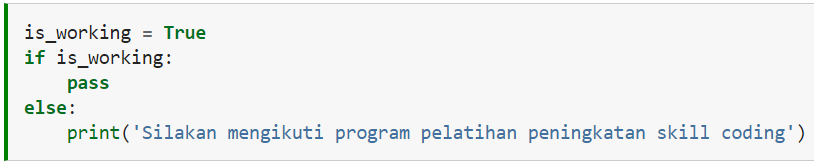 is_working = True
if is_working:
    pass
else:
    print('Silakan mengikuti program pelatihan peningkatan skill coding')